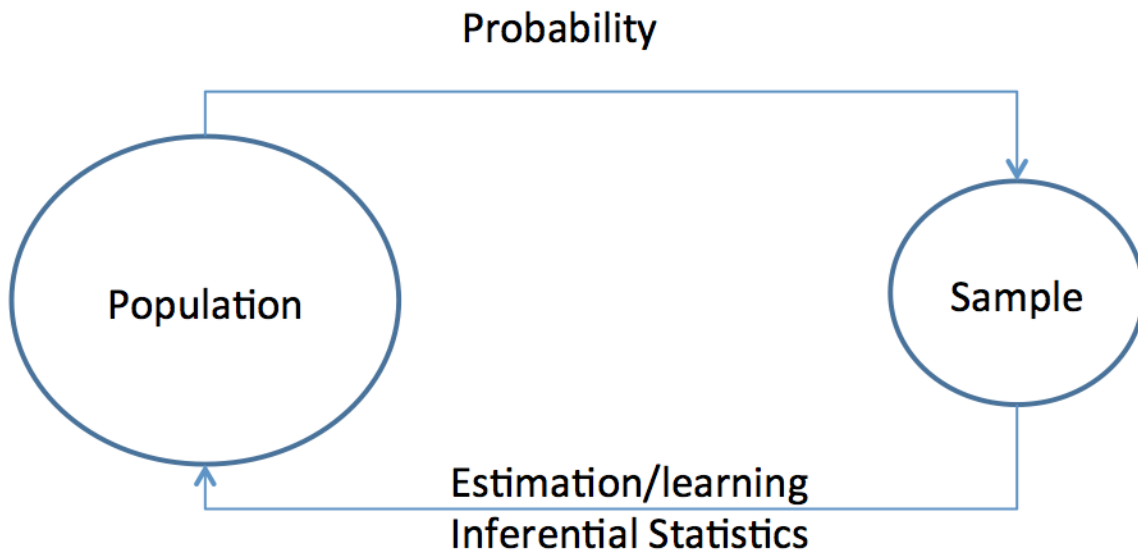 Probability
Population
Sample
Estimation/learning
Inferential Statistics